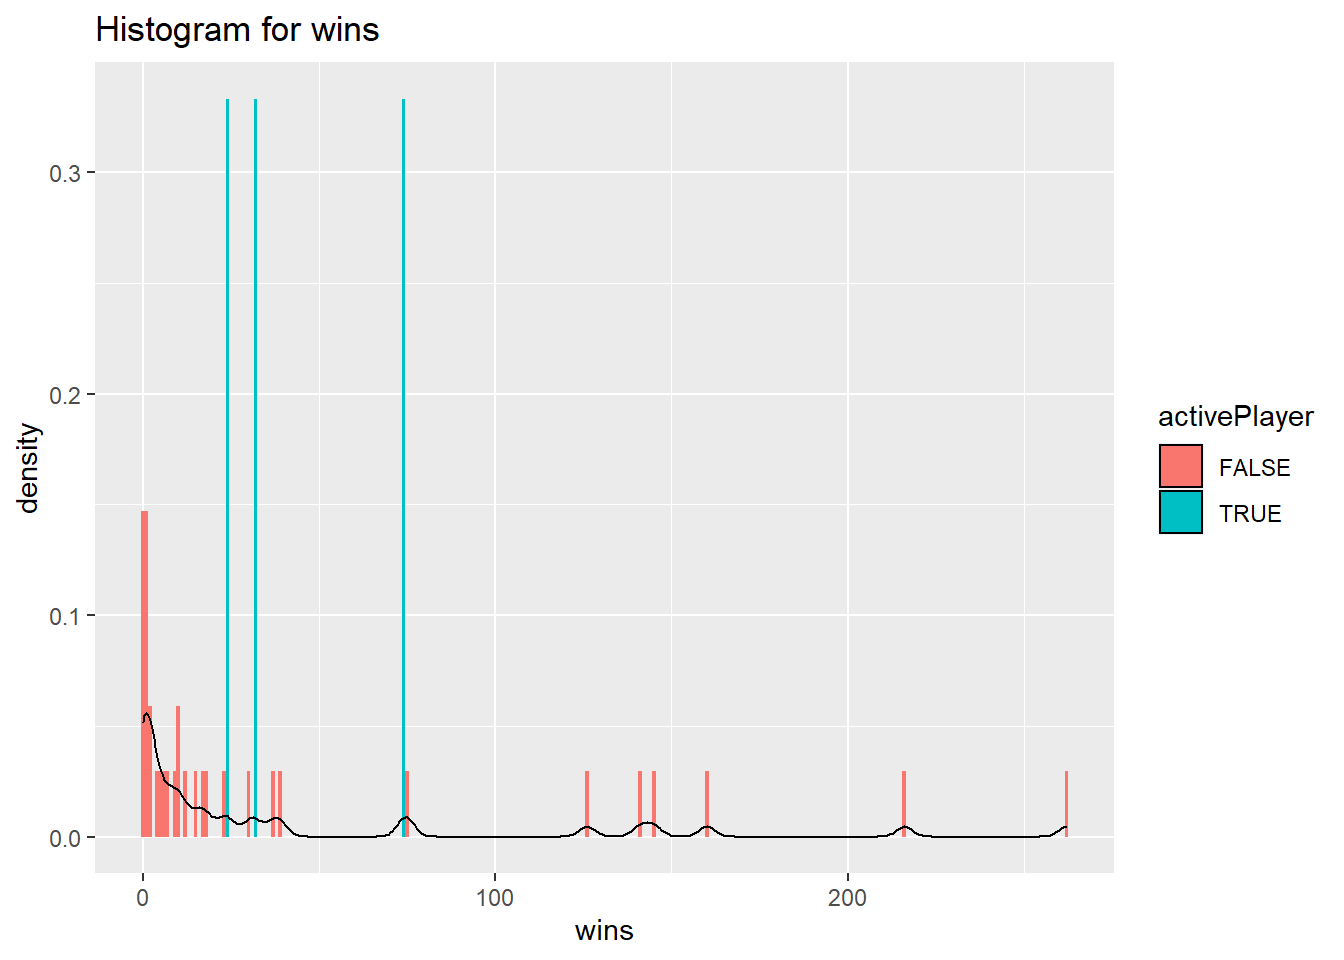 Histogram for wins
0.3
0.2
0.1
0.0
density
0
100
200
wins
activePlayer
FALSE
TRUE